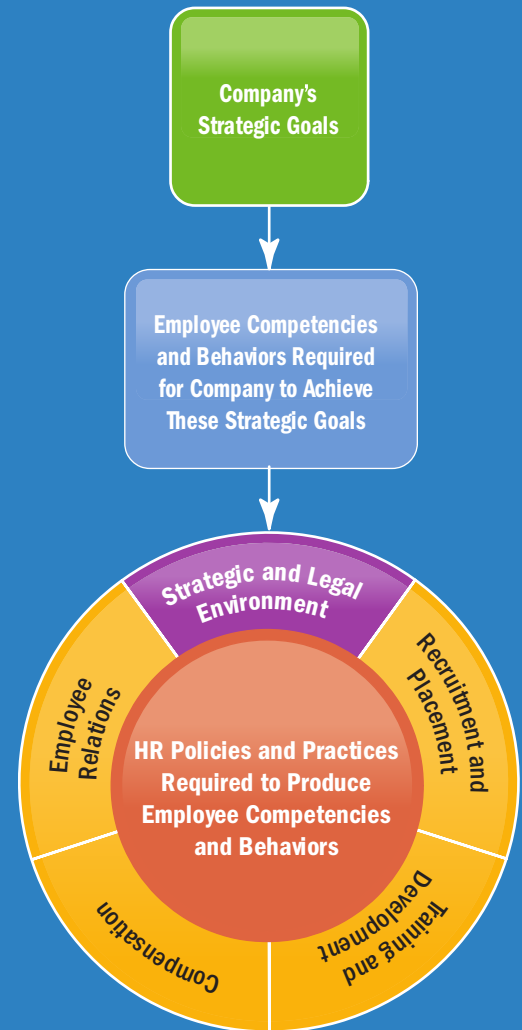 Company's
Strategic Goals
Employee Competencies
and Behaviors Required
for Company to Achieve
These Strategic Goals
Strategic and Legal
Environment
Recruitment and
Placement
Training and
Development
Compensation
Employee
Relations
HR Policies and Practices
Required to Produce
Employee Competencies
and Behaviors